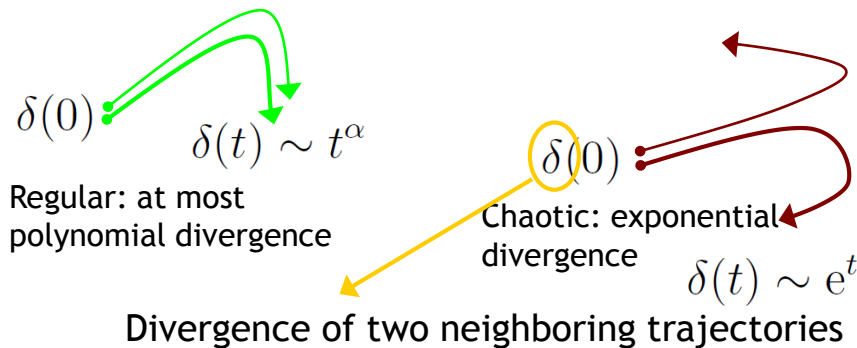 δ(0)
δ(t) ∼ t^α
Regular: at most
polynomial divergence
δ(0)
Chaotic: exponential
divergence
δ(t) ∼ e^t
Divergence of two neighboring trajectories